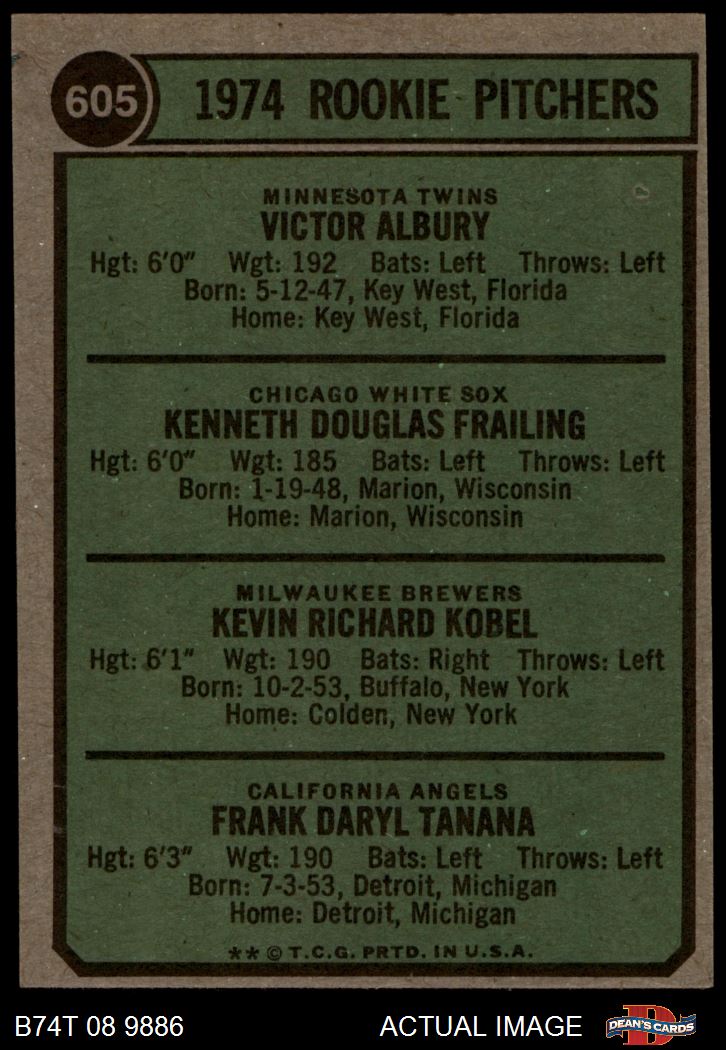 605
1974 ROOKIE PITCHERS
MINNESOTA TWINS
VICTOR ALBURY
Hgt: 6'0" Wgt: 192 Bats: Left Throws: Left
Born: 5-12-47, Key West, Florida
Home: Key West, Florida
CHICAGO WHITE SOX
KENNETH DOUGLAS FRAILING
Hgt: 6'0" Wgt: 185 Bats: Left Throws: Left
Born: 1-19-48, Marion, Wisconsin
Home: Marion, Wisconsin
MILWAUKEE BREWERS
KEVIN RICHARD KOBEL
Hgt: 6'1" Wgt: 190 Bats: Right Throws: Left
Born: 10-2-53, Buffalo, New York
Home: Colden, New York
CALIFORNIA ANGELS
FRANK DARYL TANANA
Hgt: 6'3" Wgt: 190 Bats: Left Throws: Left
Born: 7-3-53, Detroit, Michigan
Home: Detroit, Michigan
** © T.C.G. PRTD. IN U.S.A.
B74T 08 9886 ACTUAL IMAGE D DEAN'S CARDS